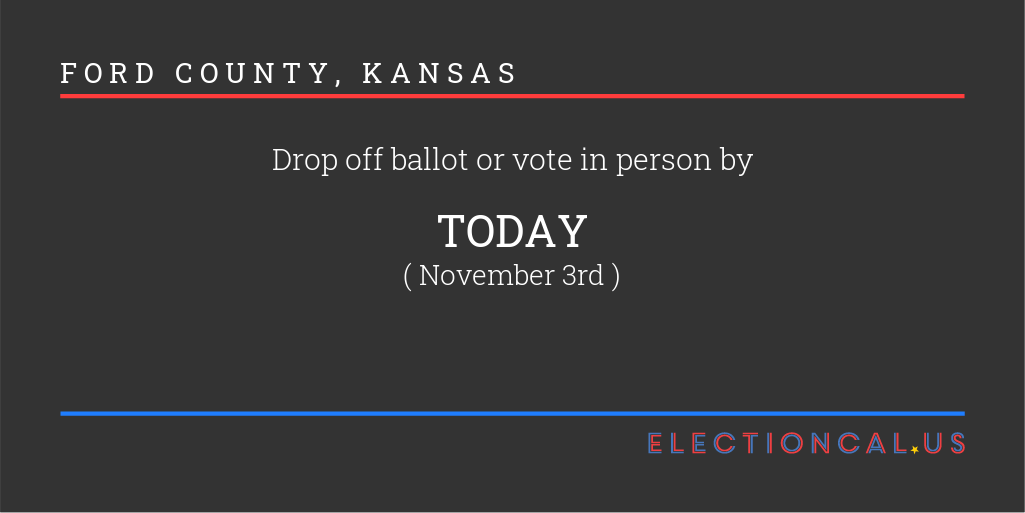 FORD COUNTY, KANSAS
Drop off ballot or vote in person by
TODAY
( November 3rd )
ELECTIONCAL.US